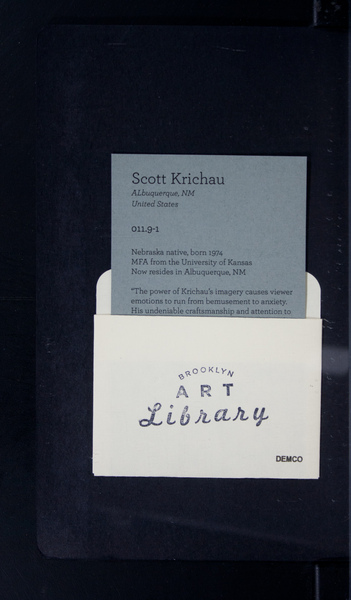 Scott Krichau
ALbuquerque, NM
United States
011.9-1
Nebraska native, born 1974
MFA from the University of Kansas
Now resides in Albuquerque, NM
"The power of Krichau's imagery causes viewer
emotions to run from bemusement to anxiety.
His undeniable craftsmanship and attention to
BROOKLYN
ART
Library
DEMCO